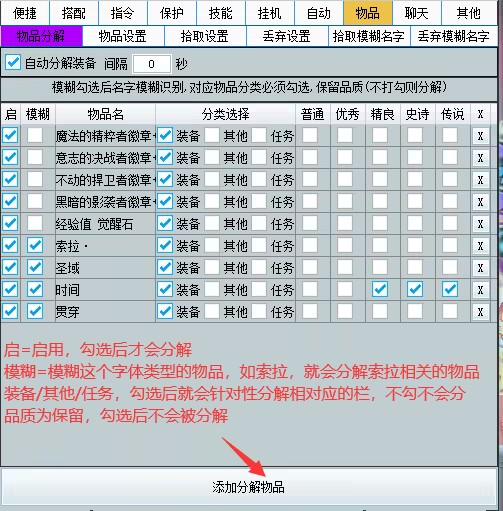 便捷 搭配 指令 保护 技能 挂机 自动 物品 聊天 其他
物品分解 物品设置 拾取设置 丢弃设置 拾取模糊名字 丢弃模糊名字
自动分解装备 间隔 0 秒
模糊勾选后名字模糊识别,对应物品分类必须勾选,保留品质(不打勾则分解)
启 模糊 物品名 分类选择 普通 优秀 精良 史诗 传说 X
魔法的精粹者徽章 装备 其他 任务 X
意志的决战者徽章 装备 其他 任务 X
不动的捍卫者徽章 装备 其他 任务 X
黑暗的影袭者徽章 装备 其他 任务 X
经验值 觉醒石 装备 其他 任务 X
索拉· 装备 其他 任务 X
圣域 装备 其他 任务 X
时间 装备 其他 任务 X
贯穿 装备 其他 任务 X
启=启用，勾选后才会分解
模糊=模糊这个字体类型的物品，如索拉，就会分解索拉相关的物品
装备/其他/任务，勾选后就会针对性分解相对应的栏，不勾不会分
品质为保留，勾选后不会被分解
添加分解物品